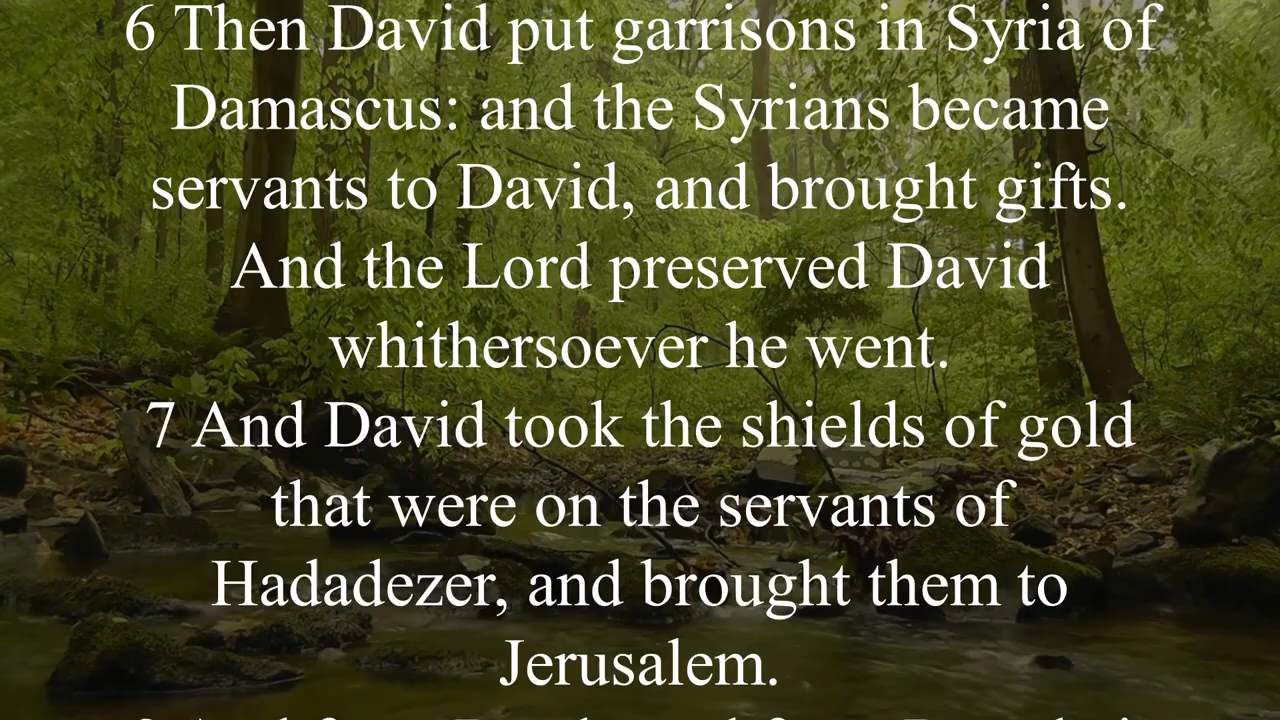 6 Then David put garrisons in Syria of
Damascus: and the Syrians became
servants to David, and brought gifts.
And the Lord preserved David
whithersoever he went.
7 And David took the shields of gold
that were on the servants of
Hadadezer, and brought them to
Jerusalem.